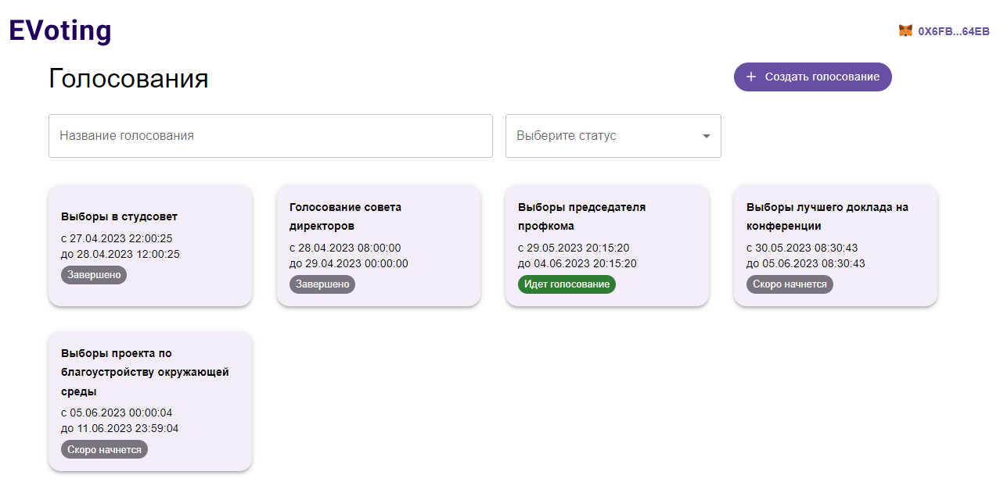 EVoting
0X6FB...64EB
Голосования
+ Создать голосование
Название голосования
Выберите статус
Выборы в студсовет
с 27.04.2023 22:00:25
до 28.04.2023 12:00:25
Завершено
Голосование совета
директоров
с 28.04.2023 08:00:00
до 29.04.2023 00:00:00
Завершено
Выборы председателя
профкома
с 29.05.2023 20:15:20
до 04.06.2023 20:15:20
Идет голосование
Выборы лучшего доклада на
конференции
с 30.05.2023 08:30:43
до 05.06.2023 08:30:43
Скоро начнется
Выборы проекта по
благоустройству окружающей
среды
с 05.06.2023 00:00:04
до 11.06.2023 23:59:04
Скоро начнется